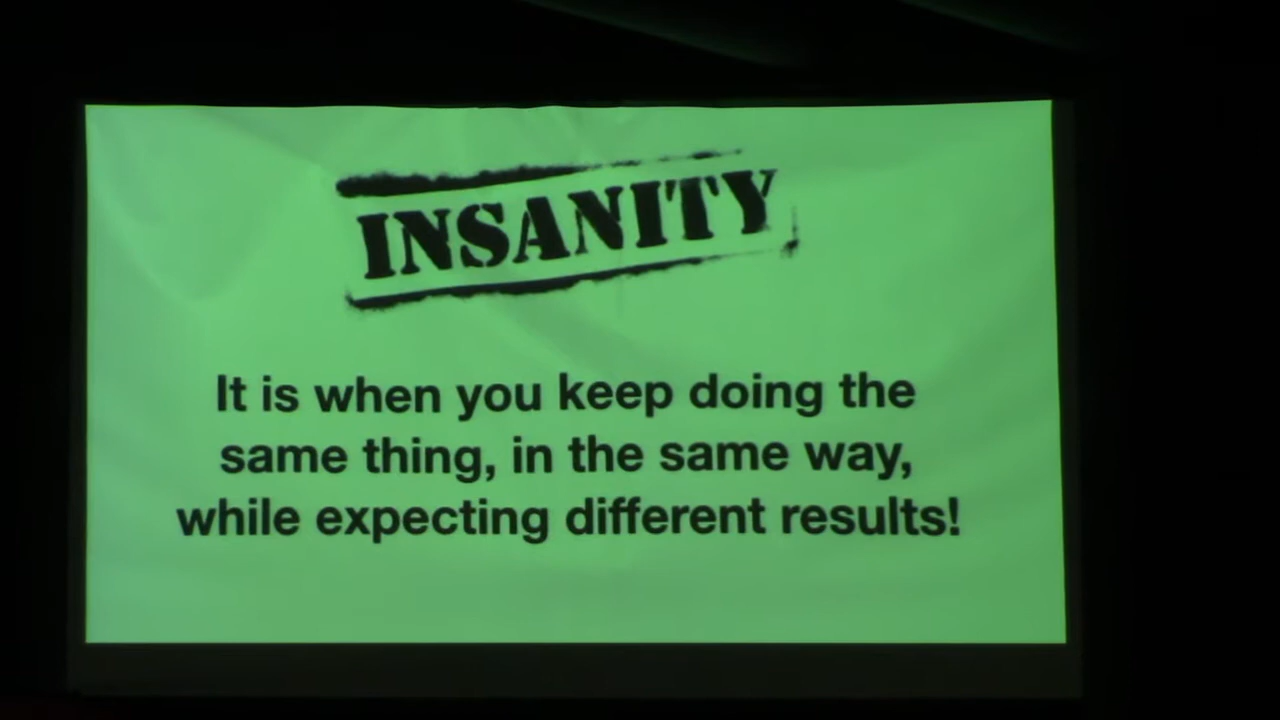 INSANITY
It is when you keep doing the
same thing, in the same way,
while expecting different results!